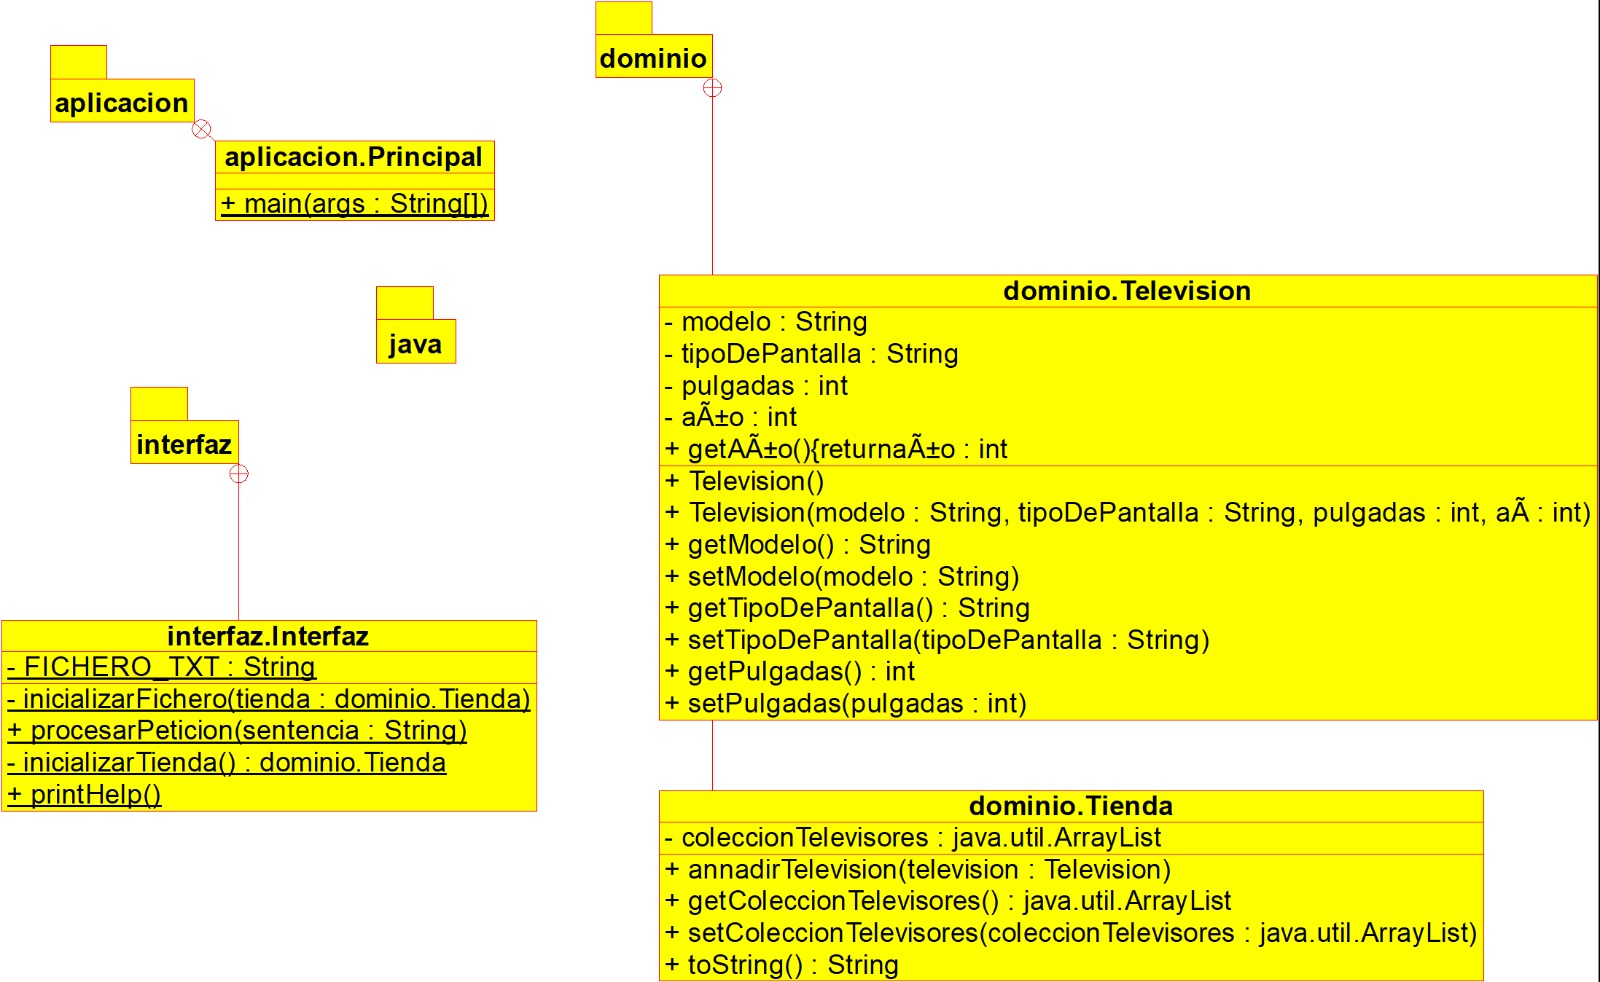 aplicacion
aplicacion.Principal
+ main(args : String[])
java
interfaz
interfaz.Interfaz
- FICHERO_TXT : String
- inicializarFichero(tienda : dominio.Tienda)
+ procesarPeticion(sentencia : String)
- inicializarTienda() : dominio.Tienda
+ printHelp()
dominio
dominio.Television
- modelo : String
- tipoDePantalla : String
- pulgadas : int
- aÃ±o : int
+ getAÃ±o(){returnaÃ±o : int
+ Television()
+ Television(modelo : String, tipoDePantalla : String, pulgadas : int, aÃ : int)
+ getModelo() : String
+ setModelo(modelo : String)
+ getTipoDePantalla() : String
+ setTipoDePantalla(tipoDePantalla : String)
+ getPulgadas() : int
+ setPulgadas(pulgadas : int)
dominio.Tienda
- coleccionTelevisores : java.util.ArrayList
+ annadirTelevision(television : Television)
+ getColeccionTelevisores() : java.util.ArrayList
+ setColeccionTelevisores(coleccionTelevisores : java.util.ArrayList)
+ toString() : String